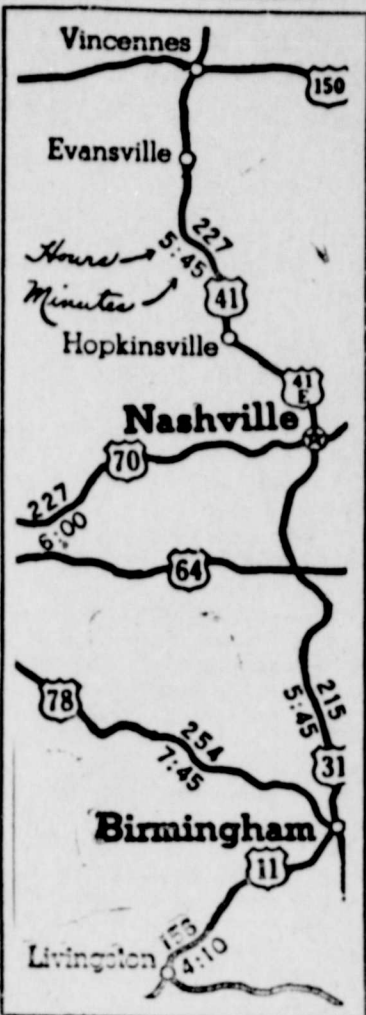 Vincennes
150
Evansville
227
5:45
Hours
Minutes
41
Hopkinsville
41
E
Nashville
70
227
6:00
64
78
215
5:45
254
7:45
31
Birmingham
11
156
4:10
Livingston